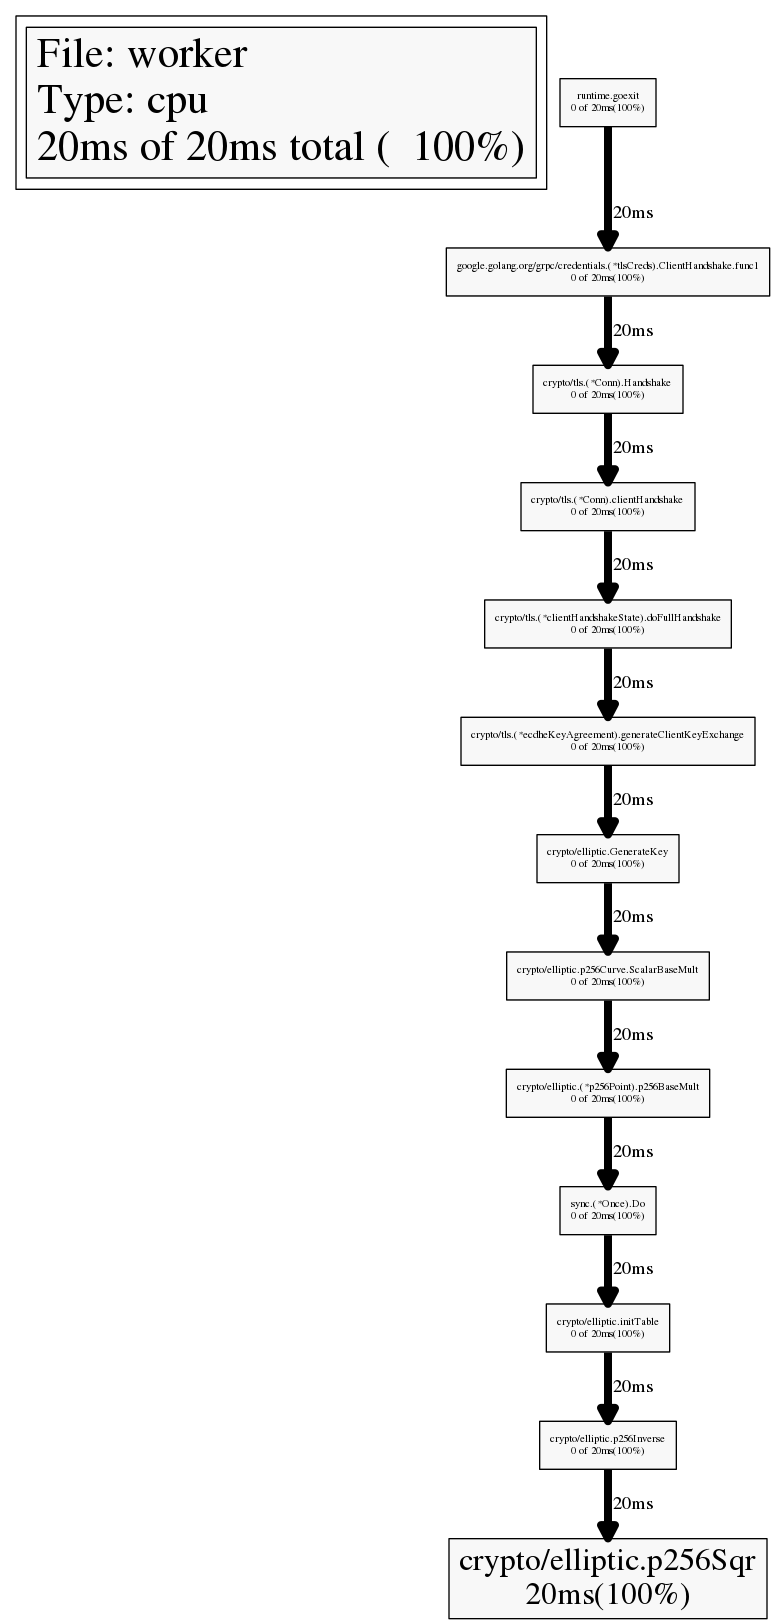 File: worker
Type: cpu
20ms of 20ms total (  100%)
runtime.goexit
0 of 20ms(100%)
20ms
google.golang.org/grpc/credentials.(*tlsCreds).ClientHandshake.func1
0 of 20ms(100%)
20ms
crypto/tls.(*Conn).Handshake
0 of 20ms(100%)
20ms
crypto/tls.(*Conn).clientHandshake
0 of 20ms(100%)
20ms
crypto/tls.(*clientHandshakeState).doFullHandshake
0 of 20ms(100%)
20ms
crypto/tls.(*ecdheKeyAgreement).generateClientKeyExchange
0 of 20ms(100%)
20ms
crypto/elliptic.GenerateKey
0 of 20ms(100%)
20ms
crypto/elliptic.p256Curve.ScalarBaseMult
0 of 20ms(100%)
20ms
crypto/elliptic.(*p256Point).p256BaseMult
0 of 20ms(100%)
20ms
sync.(*Once).Do
0 of 20ms(100%)
20ms
crypto/elliptic.initTable
0 of 20ms(100%)
20ms
crypto/elliptic.p256Inverse
0 of 20ms(100%)
20ms
crypto/elliptic.p256Sqr
20ms(100%)